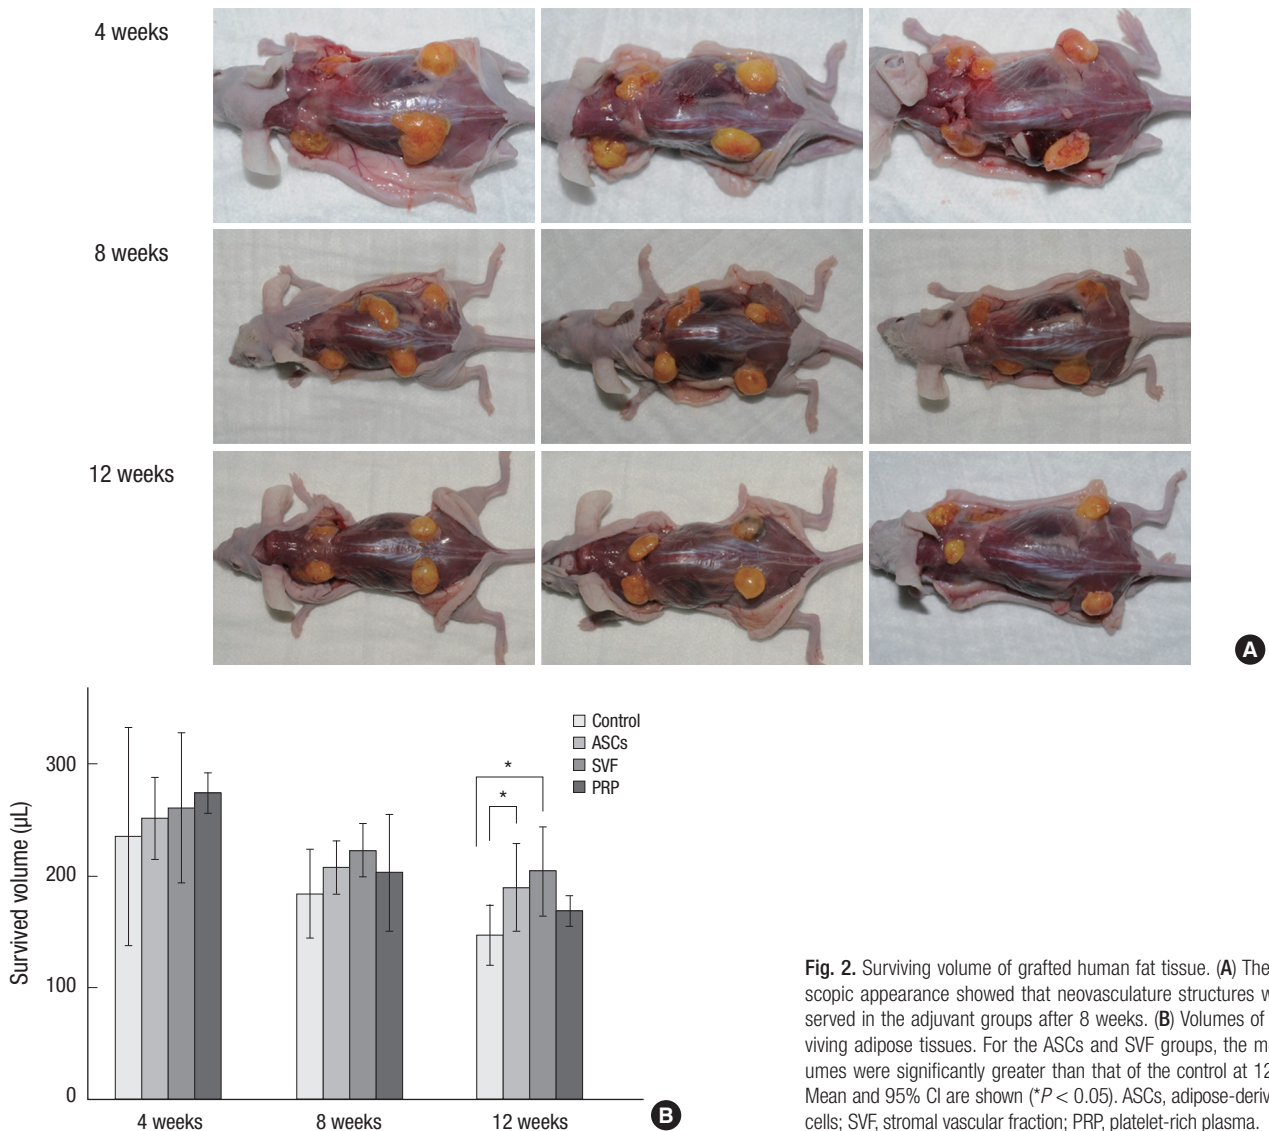 4 weeks
8 weeks
12 weeks
A
Control
ASCs
SVF
PRP
300
200
100
0
Survived volume (µL)
*
*
4 weeks
8 weeks
12 weeks
B
Fig. 2. Surviving volume of grafted human fat tissue. (A) The
scopic appearance showed that neovasculature structures w
served in the adjuvant groups after 8 weeks. (B) Volumes of
viving adipose tissues. For the ASCs and SVF groups, the m
umes were significantly greater than that of the control at 12
Mean and 95% CI are shown (*P < 0.05). ASCs, adipose-deriv
cells; SVF, stromal vascular fraction; PRP, platelet-rich plasma.